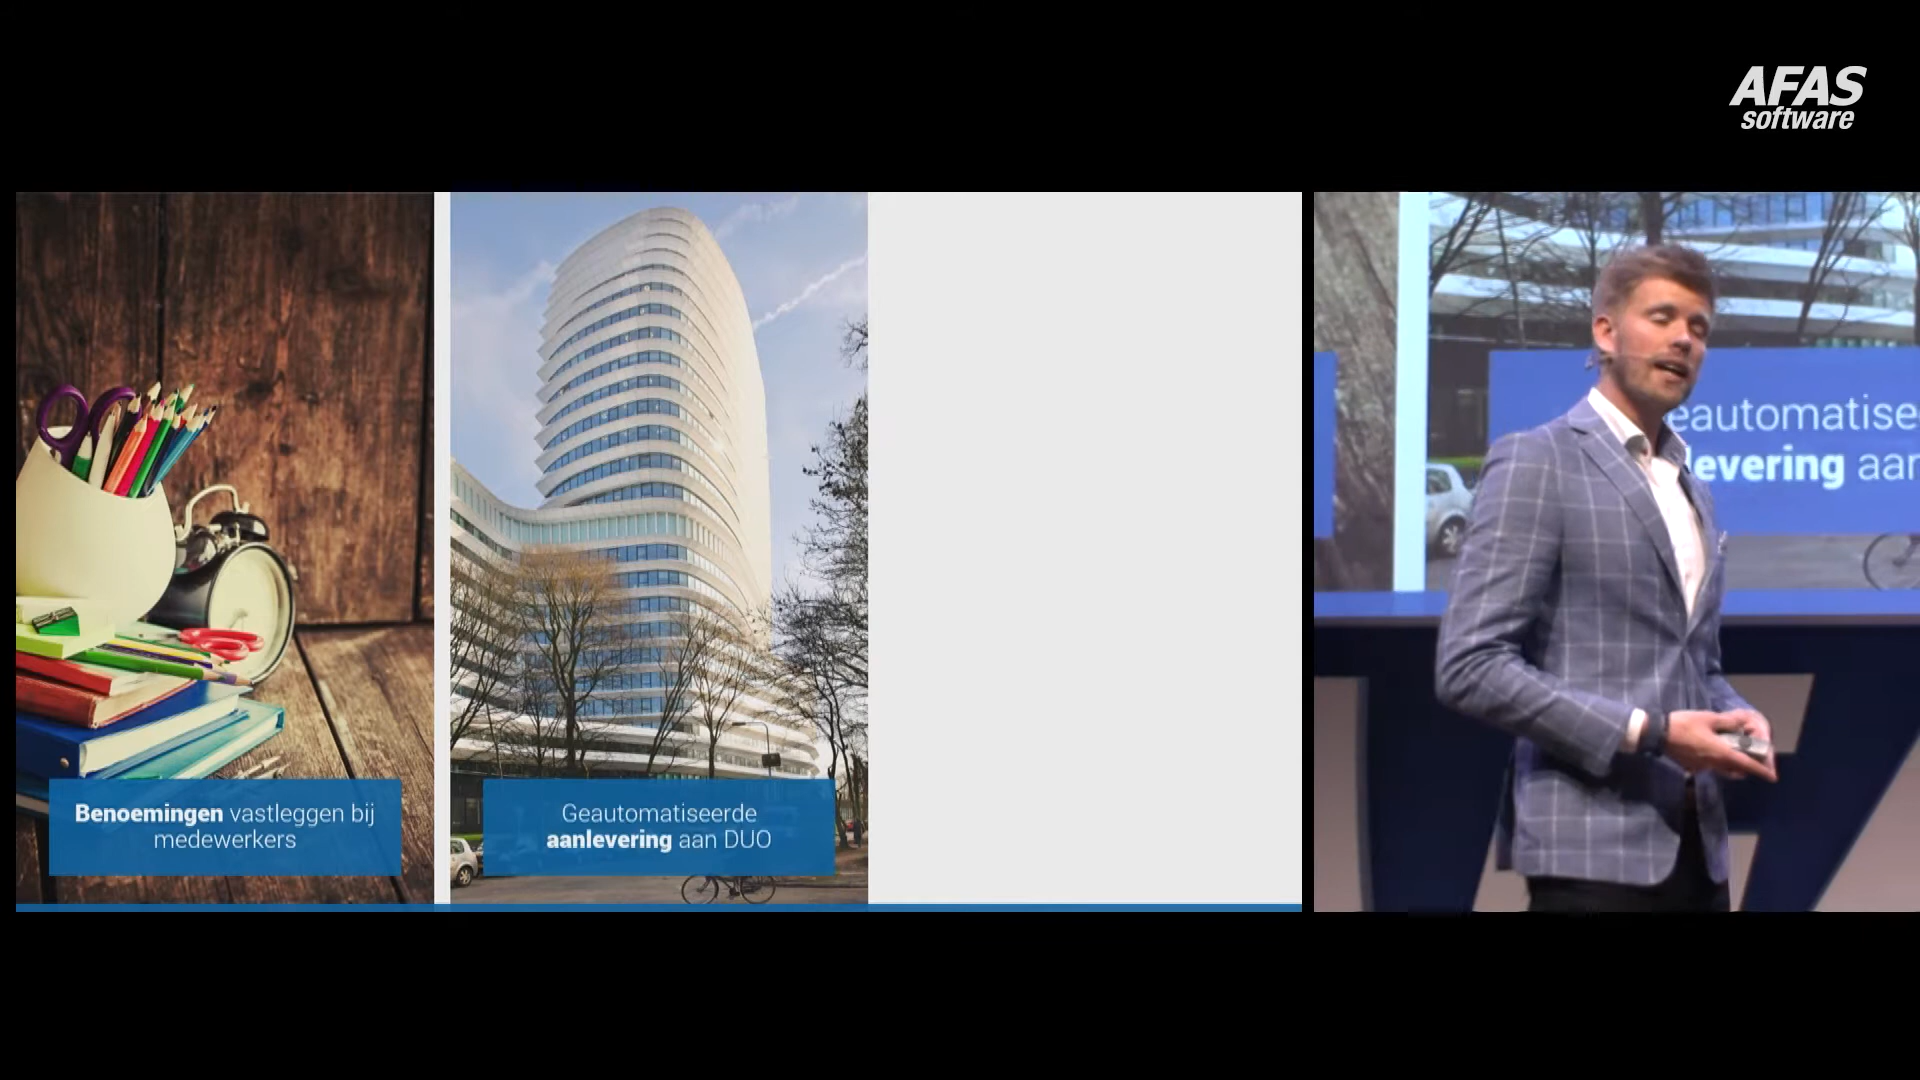 AFAS
software
Benoemingen vastleggen bij
medewerkers
Geautomatiseerde
aanlevering aan DUO
eautomatise
levering aan